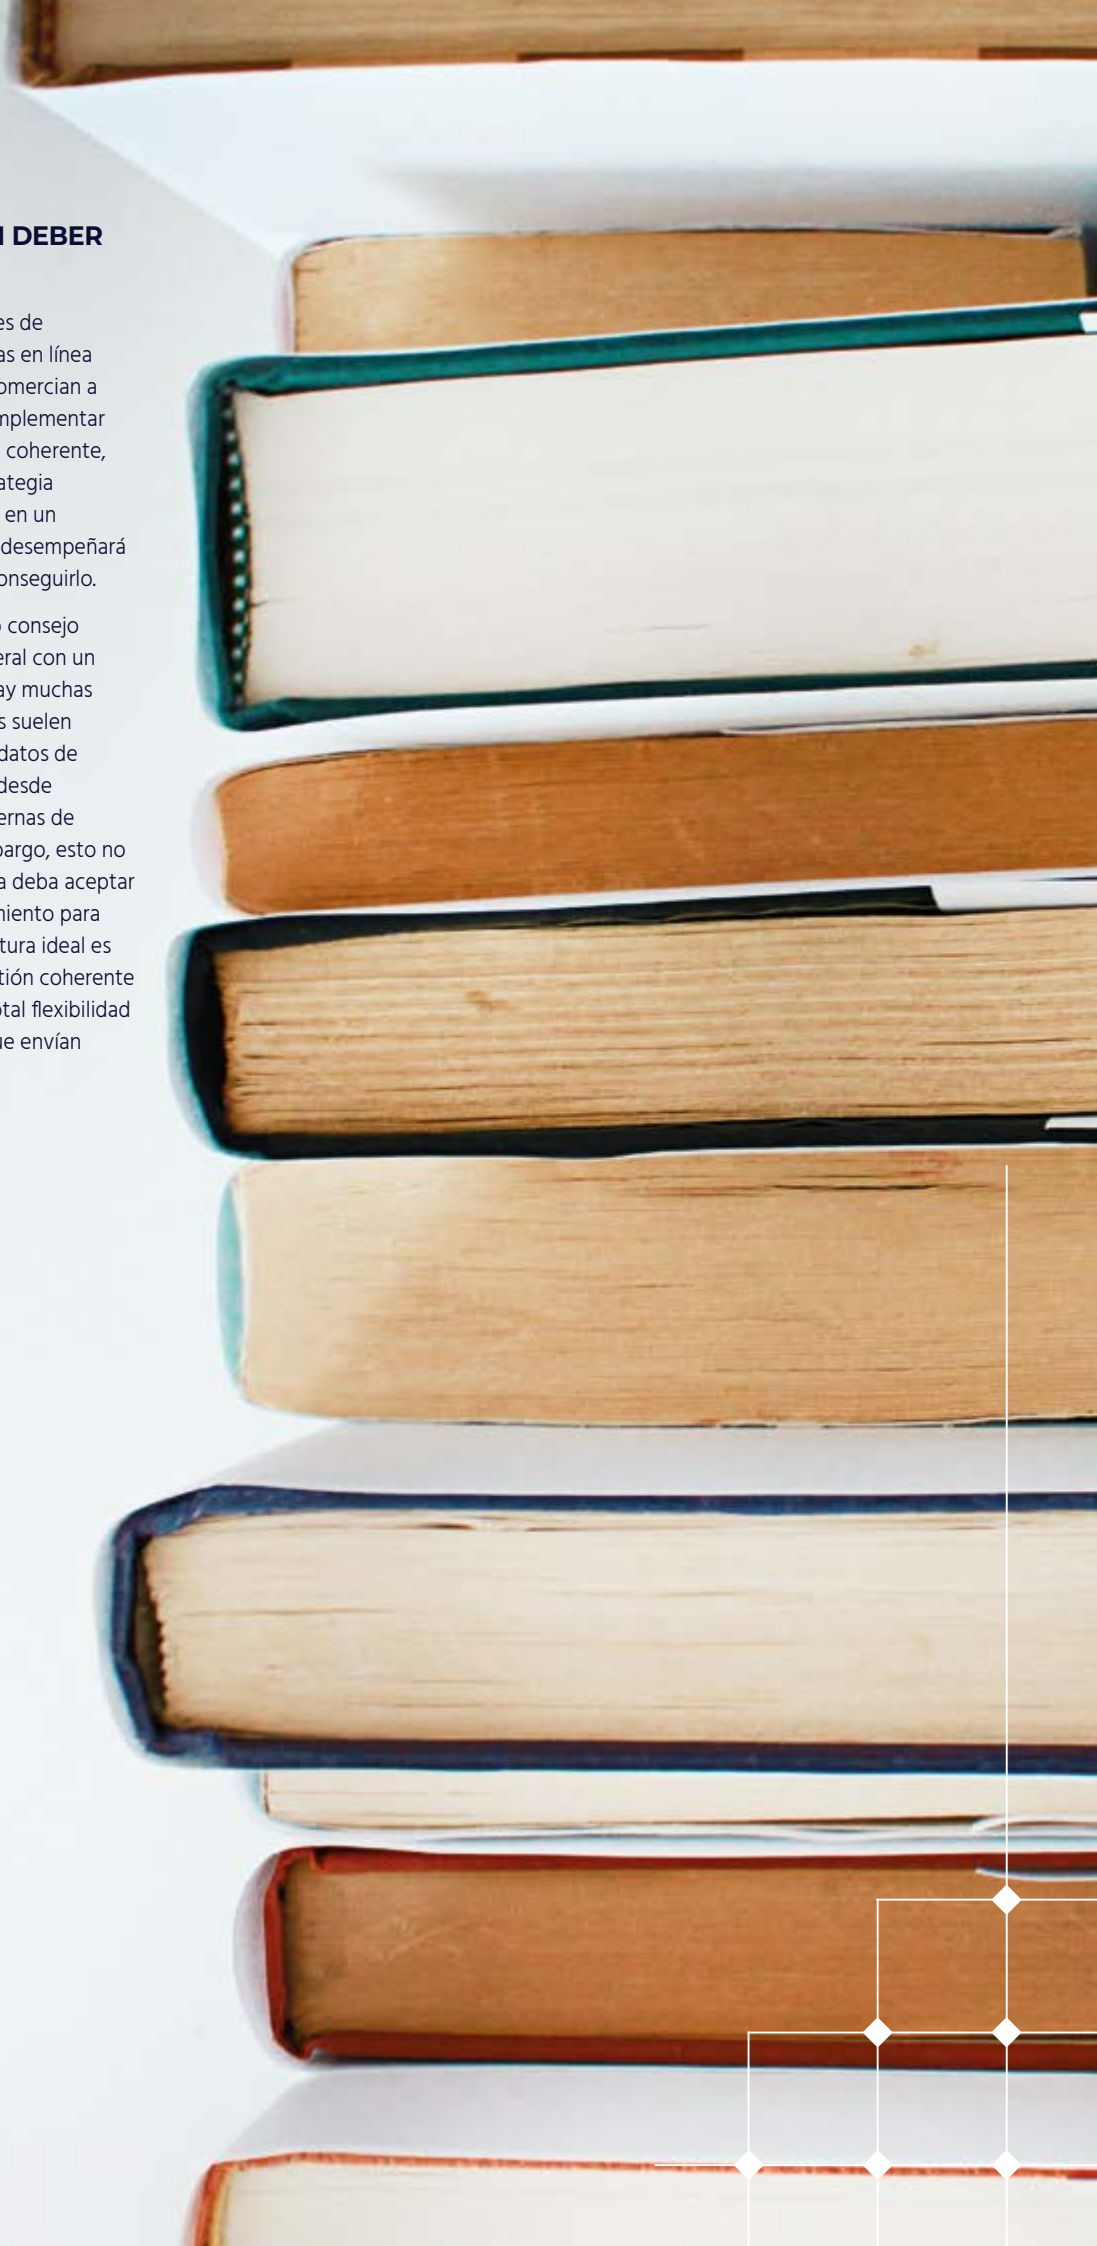 DEBER
es de
as en línea
omercian a
mplementar
coherente,
ategia
en un
desempeñará
onseguirlo.
consejo
eral con un
ay muchas
s suelen
datos de
desde
ernas de
bargo, esto no
a deba aceptar
miento para
tura ideal es
tión coherente
otal flexibilidad
ue envían